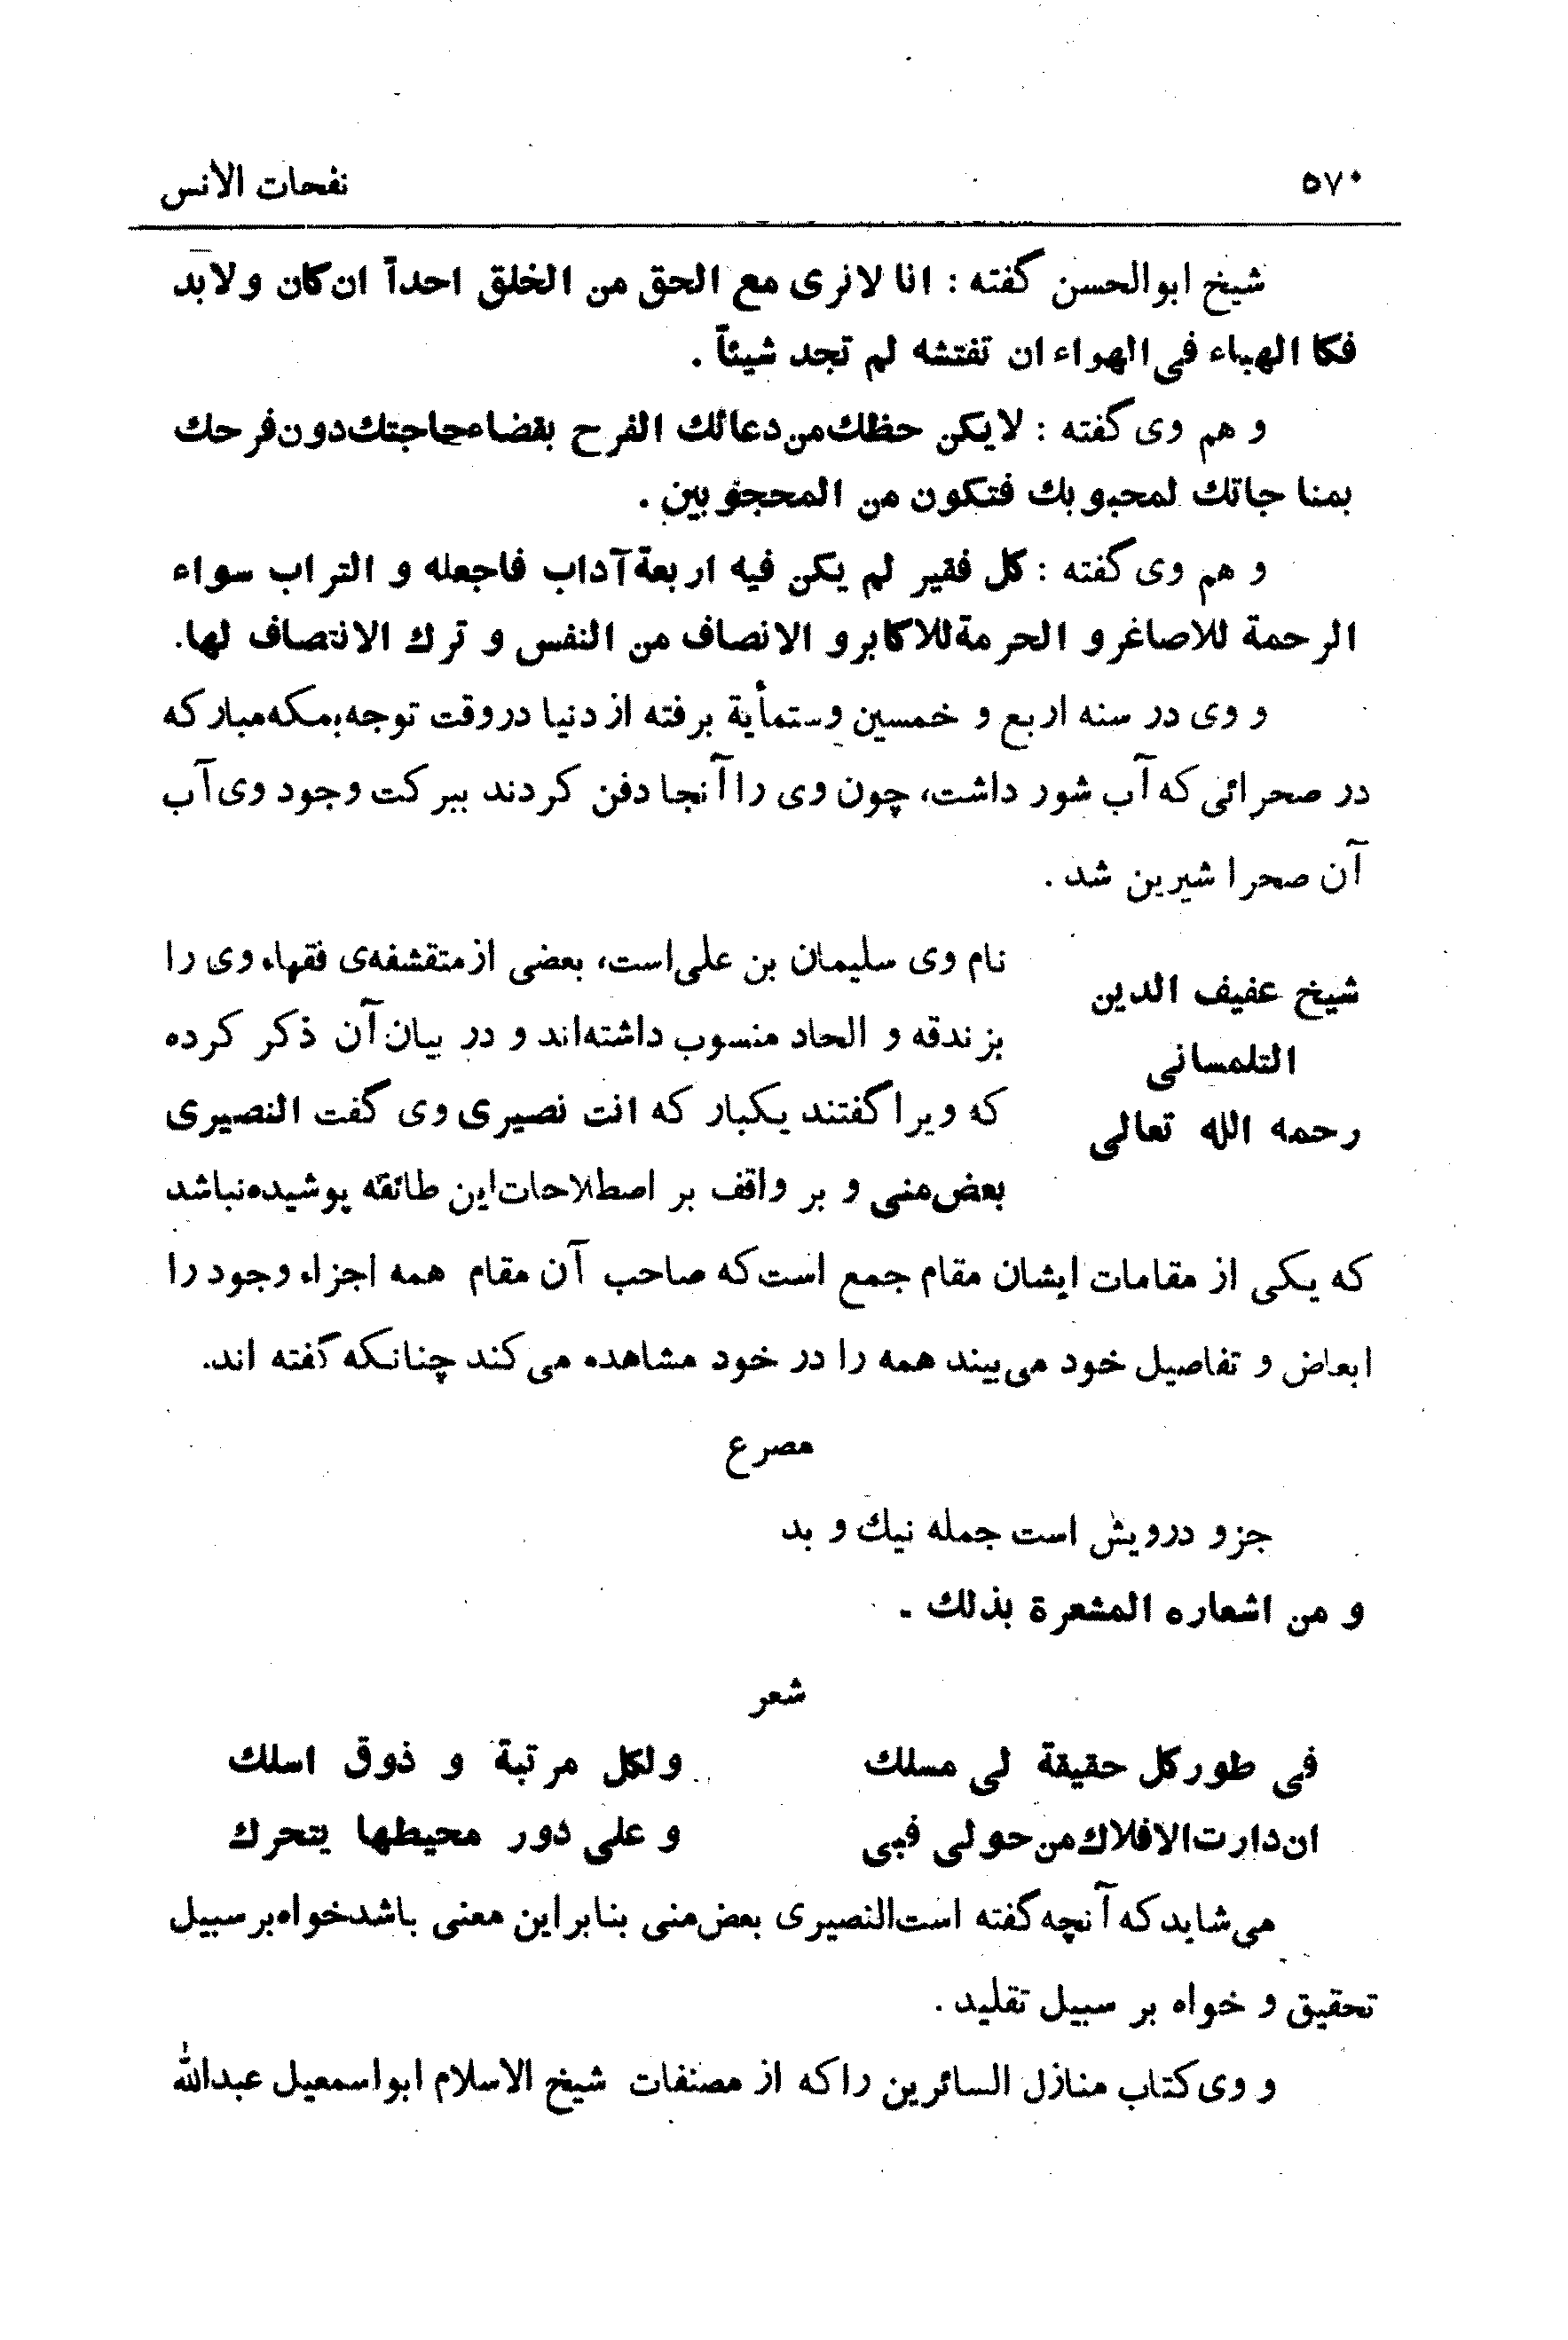 ۵۷۰
نفحات الانس
شیخ ابوالحسن گفته : انا لانری مع الحق من الخلق احداً ان کان ولابد
فکا الهباء فی الهواء ان تفتشه لم تجد شیئاً .
و هم وی گفته : لایکن حظك من دعائك الفرح بقضاء حاجتك دون فرحك
بمنا جاتك لمحبوبك فتکون من المحجوبین .
و هم وی گفته : کل فقیر لم یکن فیه اربعة آداب فاجعله و التراب سواء
الرحمة للاصاغر و الحرمة للاکابر و الانصاف من النفس و ترك الانتصاف لها.
و وی در سنه اربع و خمسین و ستمأیة برفته از دنیا در وقت توجه بمکه مبارکه
در صحرائی که آب شور داشت، چون وی را آنجا دفن کردند ببرکت وجود وی آب
آن صحرا شیرین شد .
شیخ عفیف الدین
التلمسانی
رحمه الله تعالی
نام وی سلیمان بن علی است، بعضی از متقشفه‌ی فقهاء وی را
بزندقه و الحاد منسوب داشته‌اند و در بیان آن ذکر کرده
که ویرا گفتند یکبار که انت نصیری وی گفت النصیری
بعض منی و بر واقف بر اصطلاحات این طائفه پوشیده نباشد
که یکی از مقامات ایشان مقام جمع است که صاحب آن مقام همه اجزاء وجود را
ابعاض و تفاصیل خود می‌بیند همه را در خود مشاهده می‌کند چنانکه گفته اند.
مصرع
جزو درویش است جمله نیك و بد
و من اشعاره المشعرة بذلك ـ
شعر
فی طور کل حقیقة لی مسلك ولکل مرتبة و ذوق اسلك
ان دارت الافلاك من حولی فبی و علی دور محیطها یتحرك
می‌شاید که آنچه گفته است النصیری بعض منی بنابر این معنی باشد خواه بر سبیل
تحقیق و خواه بر سبیل تقلید .
و وی کتاب منازل السائرین را که از مصنفات شیخ الاسلام ابواسمعیل عبدالله